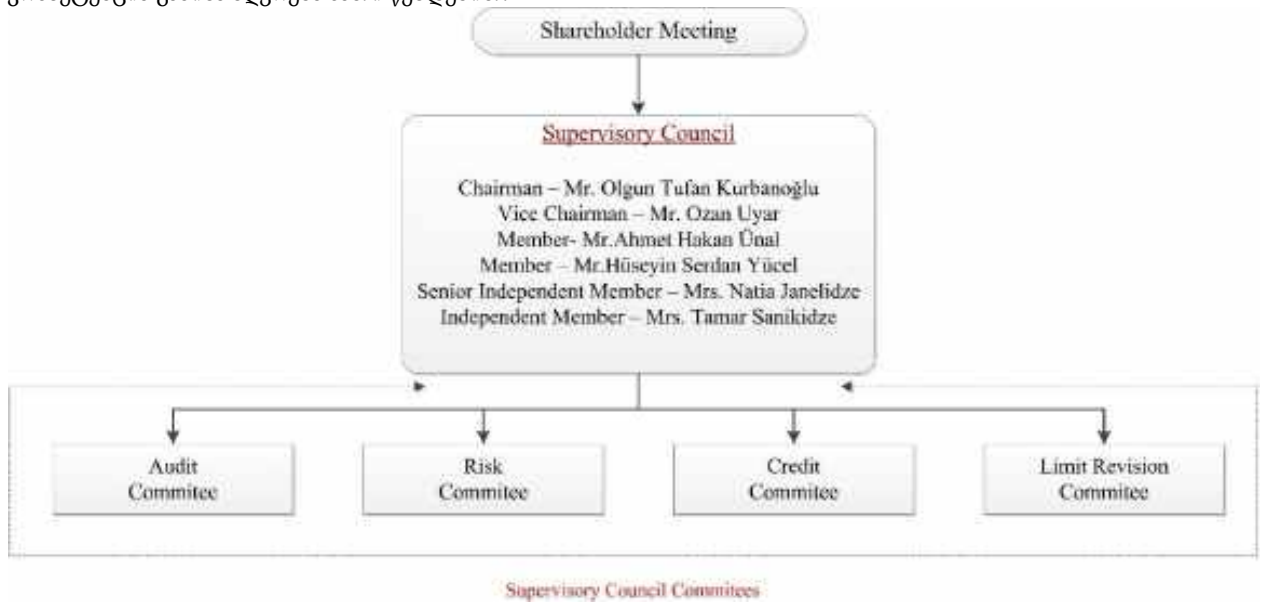 Shareholder Meeting
Supervisory Council
Chairman – Mr. Olgun Tufan Kurbanoğlu
Vice Chairman – Mr. Ozan Uyar
Member- Mr.Ahmet Hakan Ünal
Member – Mr.Hüseyin Serdan Yücel
Senior Independent Member – Mrs. Natia Janelidze
Independent Member – Mrs. Tamar Sanikidze
Audit
Commitee
Risk
Commitee
Credit
Commitee
Limit Revision
Commitee
Supervisory Council Commitees